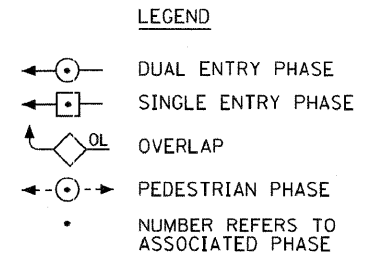 LEGEND
DUAL ENTRY PHASE
SINGLE ENTRY PHASE
OL OVERLAP
PEDESTRIAN PHASE
NUMBER REFERS TO
ASSOCIATED PHASE